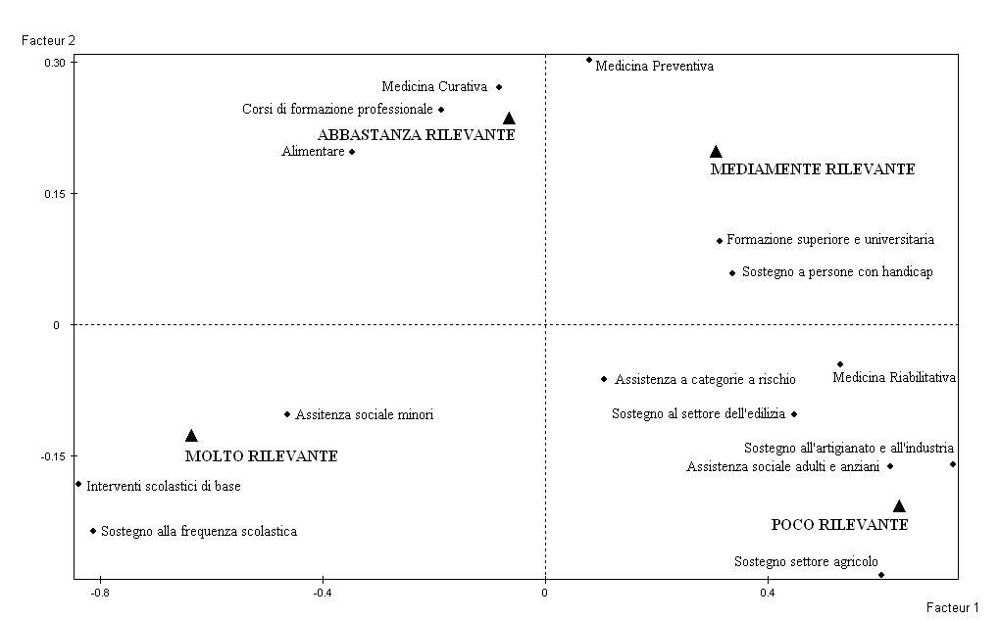 Facteur 2
0.30
Medicina Preventiva
Medicina Curativa
Corsi di formazione professionale
ABBASTANZA RILEVANTE
Alimentare
MEDIAMENTE RILEVANTE
0.15
Formazione superiore e universitaria
Sostegno a persone con handicap
0
Medicina Riabilitativa
Assistenza a categorie a rischio
Sostegno al settore dell'edilizia
Assitenza sociale minori
Sostegno all'artigianato e all'industria
-0.15
MOLTO RILEVANTE
Assistenza sociale adulti e anziani
Interventi scolastici di base
POCO RILEVANTE
Sostegno alla frequenza scolastica
Sostegno settore agricolo
-0.8
-0.4
0
0.4
Facteur 1